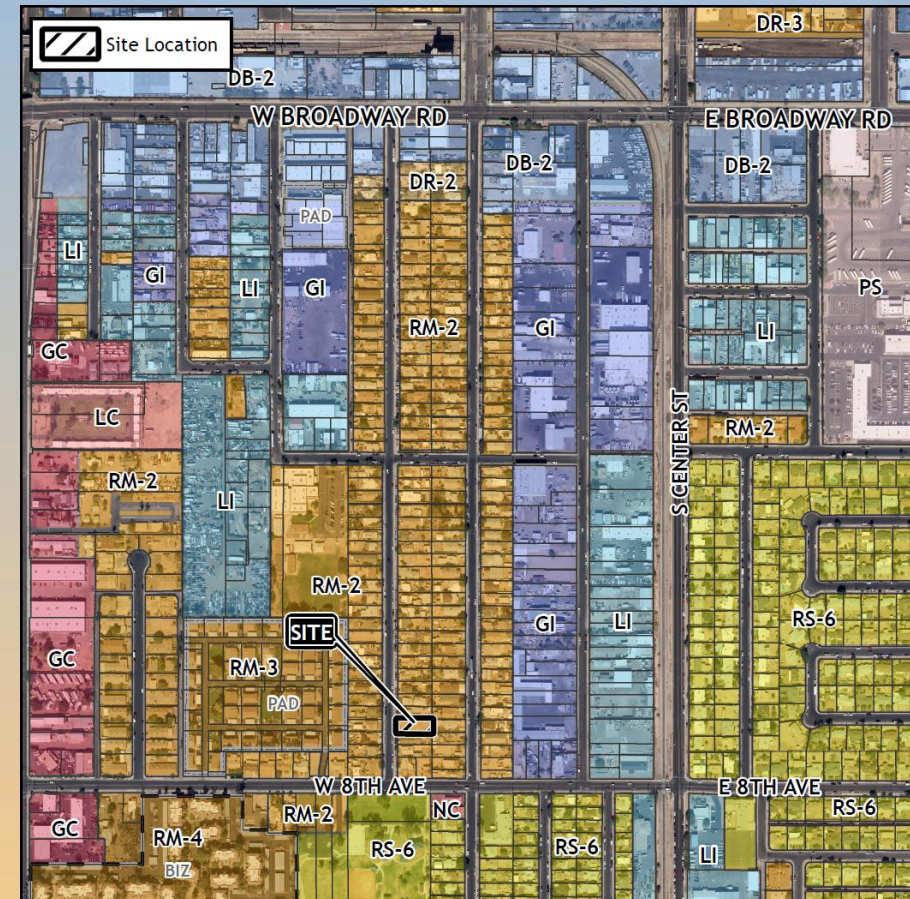 Site Location
DR-3
DB-2
W BROADWAY RD
E BROADWAY RD
DB-2
DB-2
DR-2
PAD
LI
GI
LI
GI
PS
RM-2
GI
LI
GC
LC
RM-2
S CENTER ST
RM-2
LI
RM-2
SITE
RS-6
GI
LI
GC
RM-3
PAD
W 8TH AVE
E 8TH AVE
NC
RM-2
RS-6
GC
RM-4
RS-6
RS-6
LI
BIZ